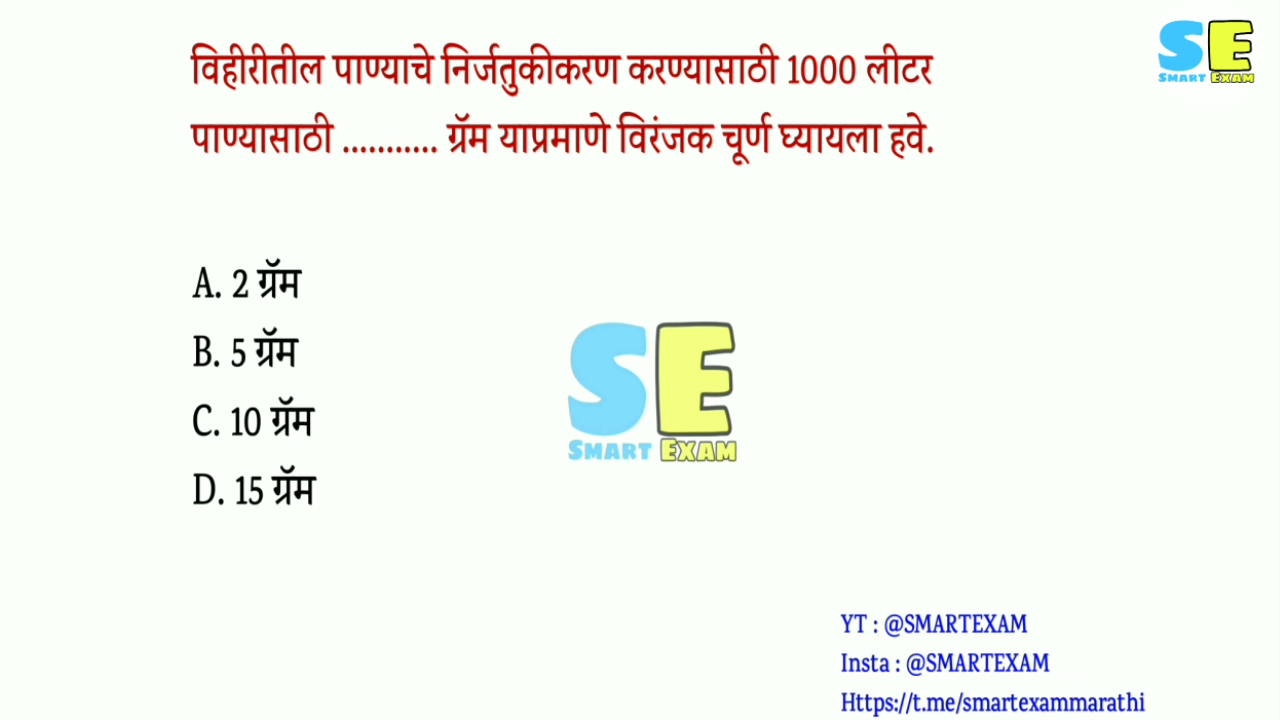 SE
SMART EXAM
विहीरीतील पाण्याचे निर्जतुकीकरण करण्यासाठी 1000 लीटर
पाण्यासाठी ........... ग्रॅम याप्रमाणे विरंजक चूर्ण घ्यायला हवे.
A. 2 ग्रॅम
B. 5 ग्रॅम
C. 10 ग्रॅम
D. 15 ग्रॅम
SE
SMART EXAM
YT : @SMARTEXAM
Insta : @SMARTEXAM
Https://t.me/smartexammarathi